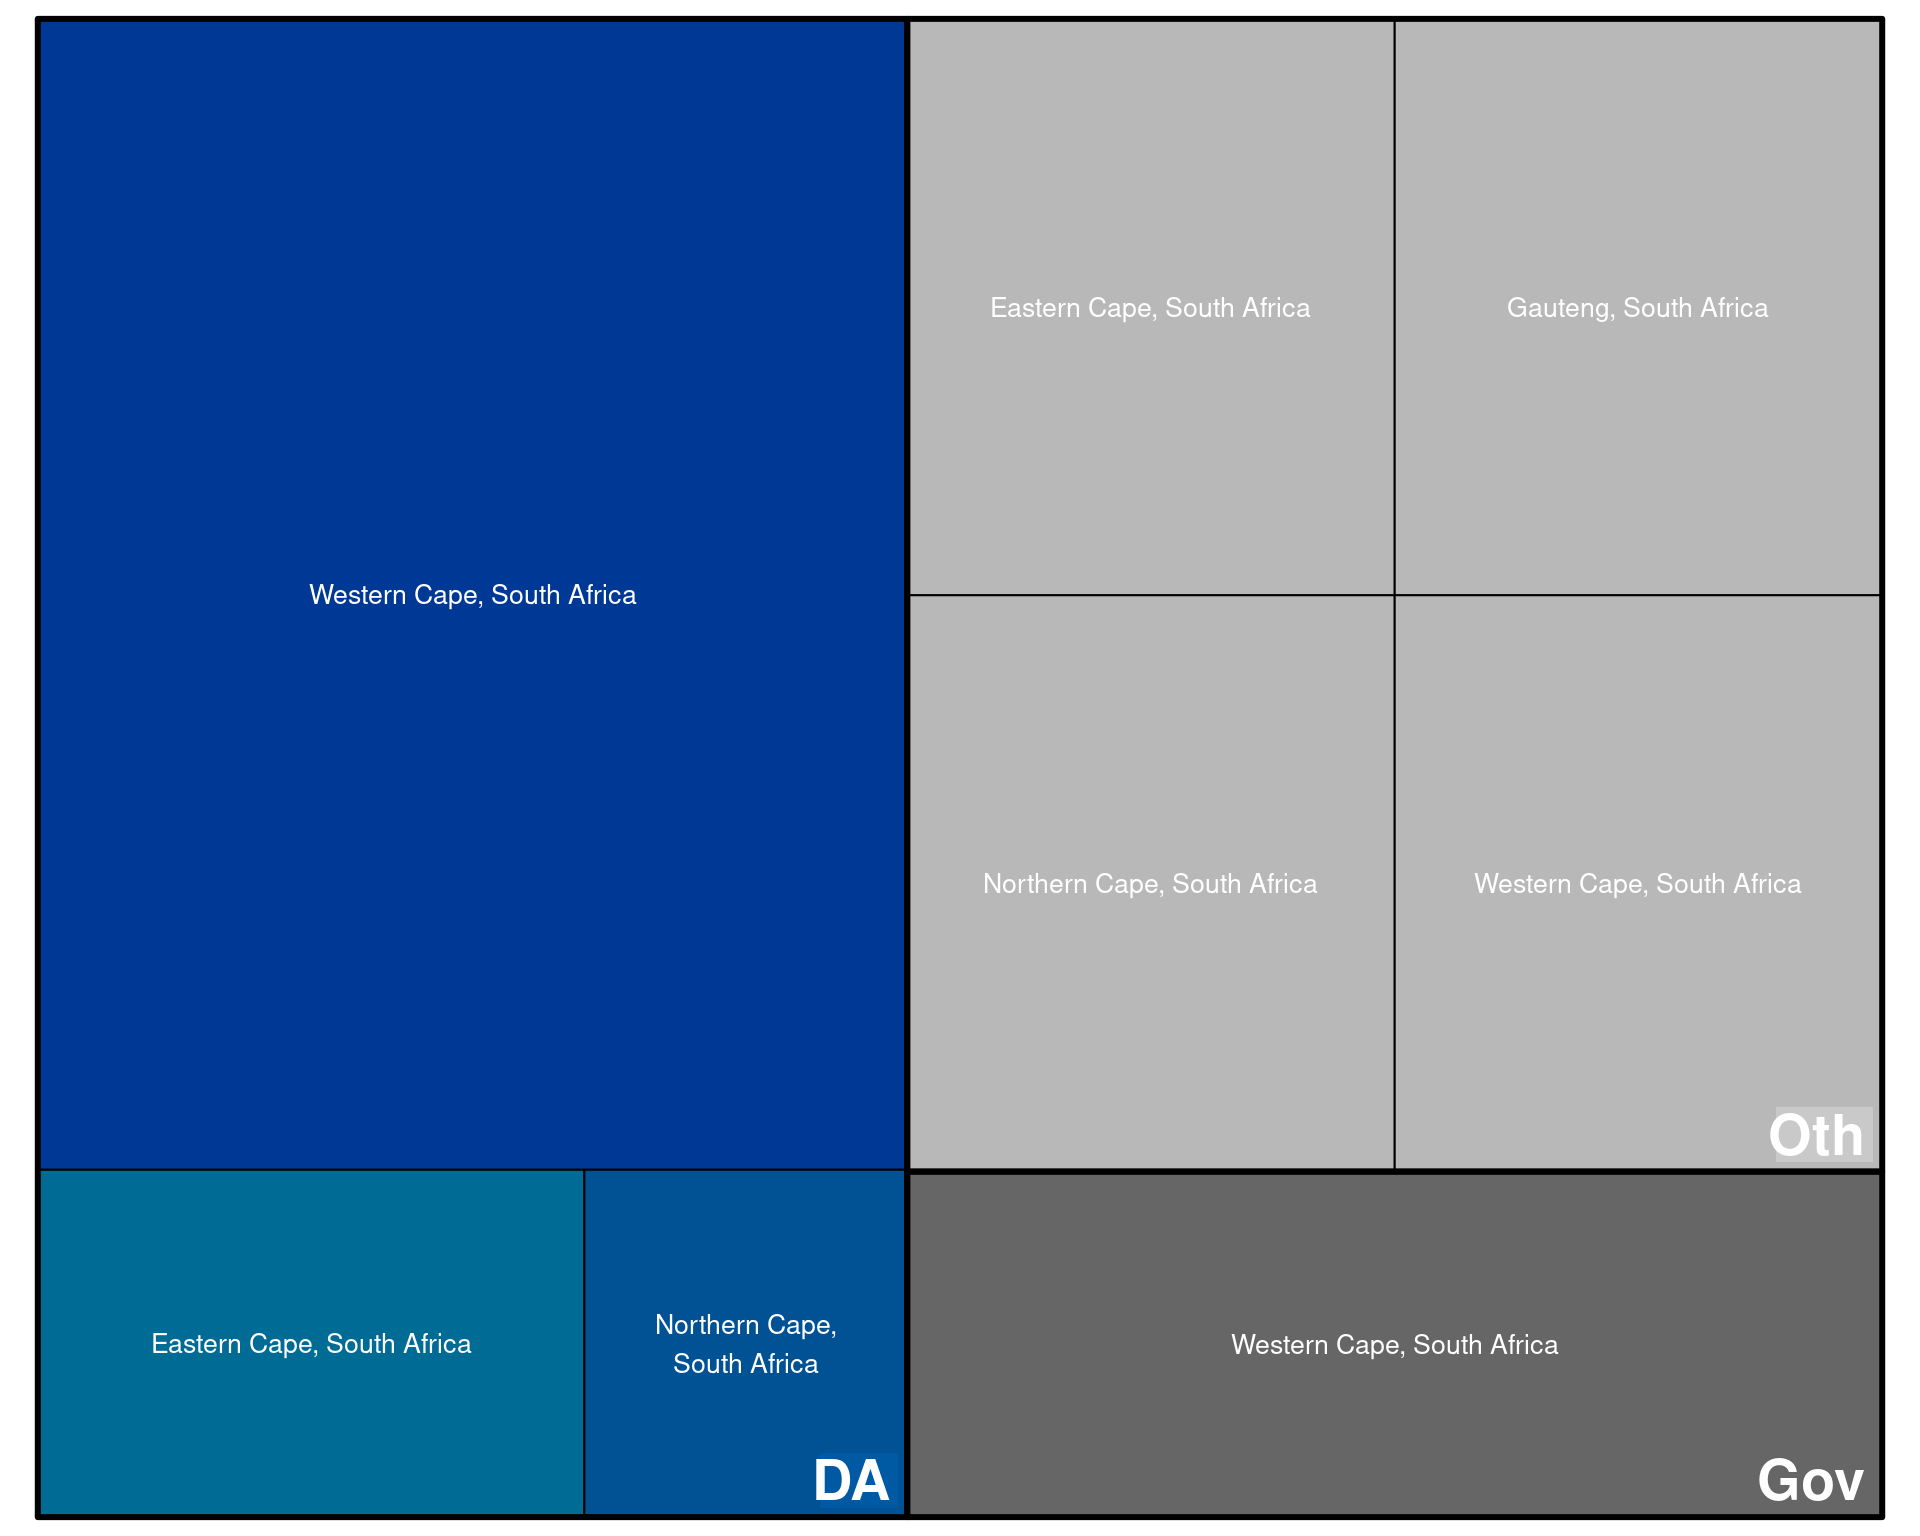 Western Cape, South Africa
Eastern Cape, South Africa
Northern Cape,
South Africa
DA
Eastern Cape, South Africa
Gauteng, South Africa
Northern Cape, South Africa
Western Cape, South Africa
Oth
Western Cape, South Africa
Gov